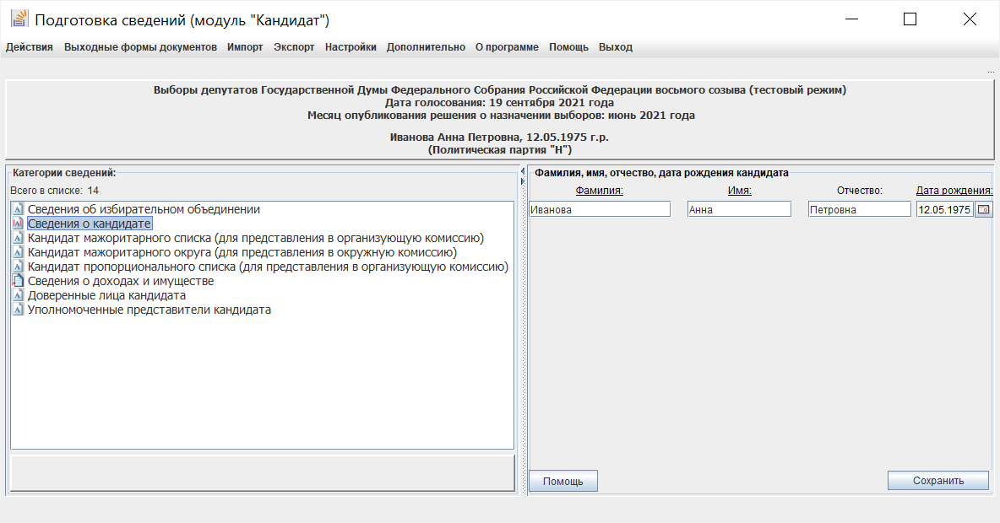 Подготовка сведений (модуль "Кандидат")
Действия Выходные формы документов Импорт Экспорт Настройки Дополнительно О программе Помощь Выход
...
Выборы депутатов Государственной Думы Федерального Собрания Российской Федерации восьмого созыва (тестовый режим)
Дата голосования: 19 сентября 2021 года
Месяц опубликования решения о назначении выборов: июнь 2021 года
Иванова Анна Петровна, 12.05.1975 г.р.
(Политическая партия "Н")
Категории сведений:
Всего в списке: 14
Сведения об избирательном объединении
Сведения о кандидате
Кандидат мажоритарного списка (для представления в организующую комиссию)
Кандидат мажоритарного округа (для представления в окружную комиссию)
Кандидат пропорционального списка (для представления в организующую комиссию)
Сведения о доходах и имуществе
Доверенные лица кандидата
Уполномоченные представители кандидата
Фамилия, имя, отчество, дата рождения кандидата
Фамилия: Имя: Отчество: Дата рождения:
Иванова Анна Петровна 12.05.1975
Помощь Сохранить